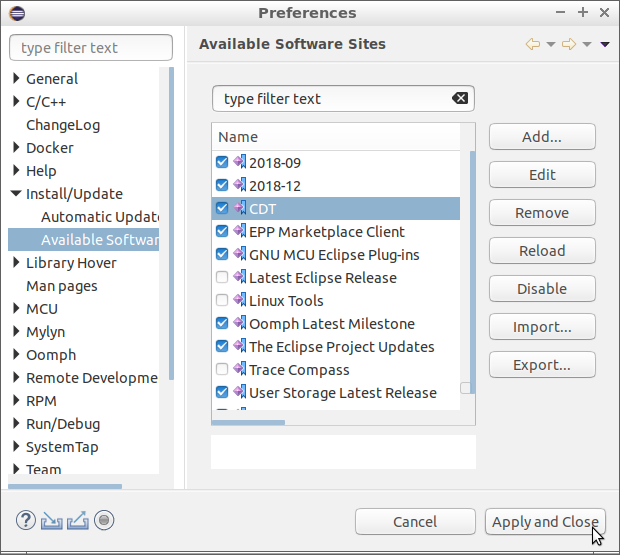 Preferences
type filter text
General
C/C++
ChangeLog
Docker
Help
Install/Update
Automatic Updat
Available Softwar
Library Hover
Man pages
MCU
Mylyn
Oomph
Remote Developme
RPM
Run/Debug
SystemTap
Team
Available Software Sites
type filter text
Name
2018-09
2018-12
CDT
EPP Marketplace Client
GNU MCU Eclipse Plug-ins
Latest Eclipse Release
Linux Tools
Oomph Latest Milestone
The Eclipse Project Updates
Trace Compass
User Storage Latest Release
Add...
Edit
Remove
Reload
Disable
Import...
Export...
?
Cancel
Apply and Close